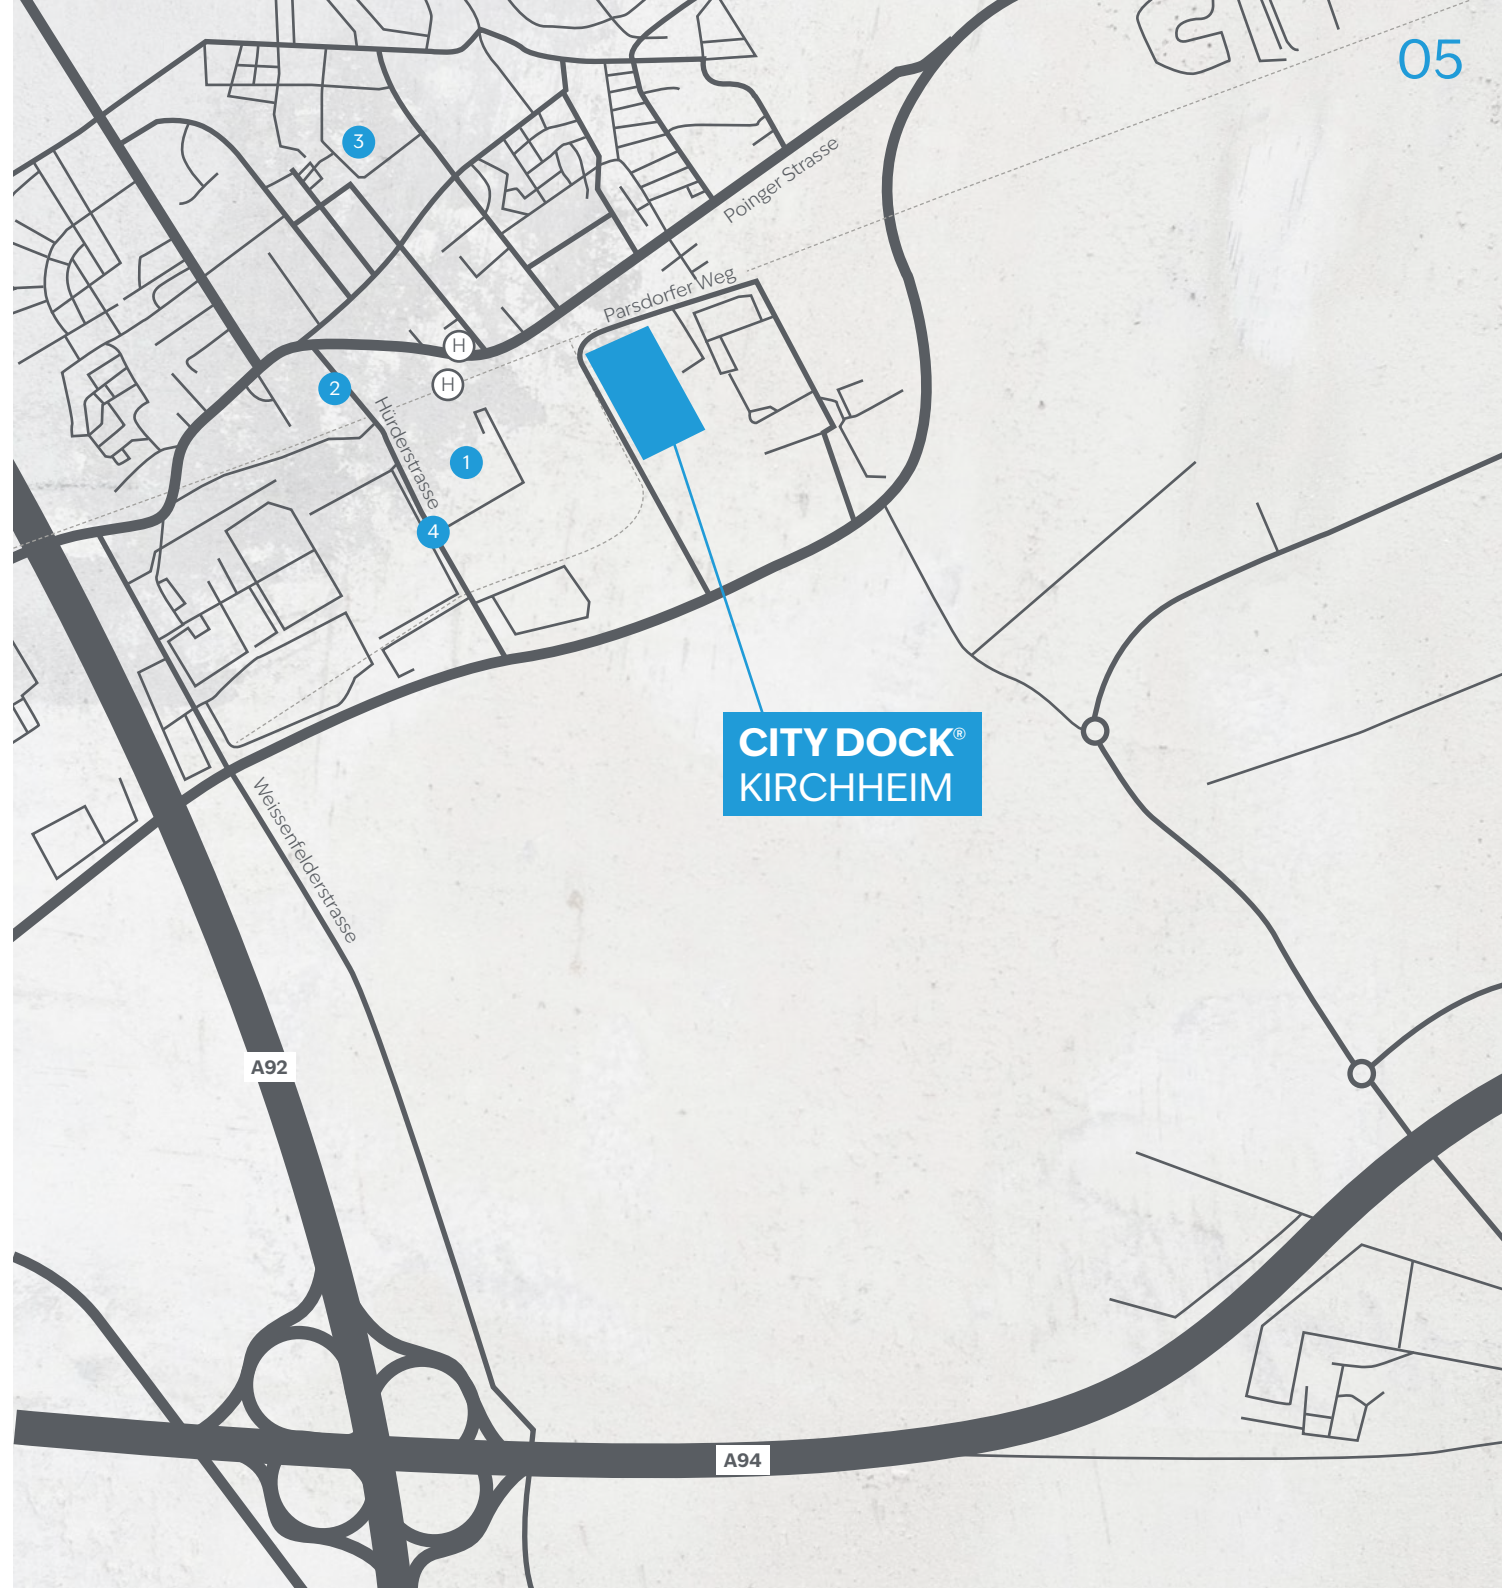 05
3
Poinger Strasse
Parsdorfer Weg
H
2
H
Hürderstrasse
1
4
CITY DOCK®
KIRCHHEIM
Weissenfelderstrasse
A92
A94